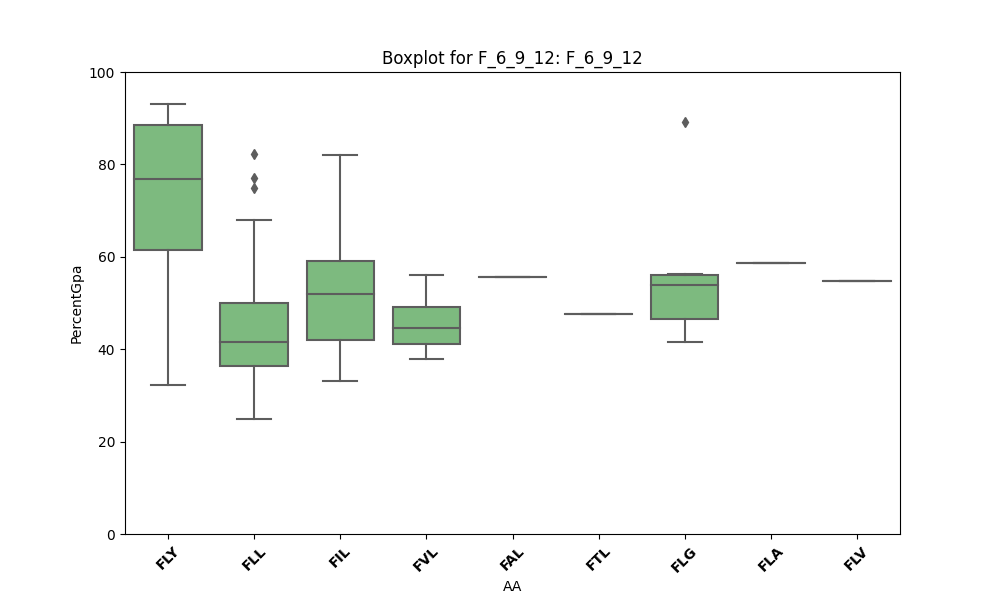 Boxplot for F_6_9_12: F_6_9_12
100
80
60
40
20
0
PercentGpa
FLY
FLL
FIL
FVL
FAL
FTL
FLG
FLA
FLV
AA